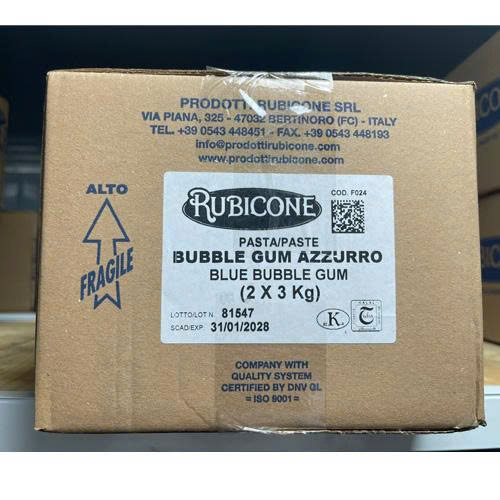 PRODOTTI RUBICONE SRL
VIA PIANA, 325 - 47032 BERTINORO (FC) - ITALY
TEL. +39 0543 448451 - FAX. +39 0543 448193
info@prodottirubicone.com
www.prodottirubicone.com
ALTO
FRAGILE
RUBICONE
COD. F024
PASTA/PASTE
BUBBLE GUM AZZURRO
BLUE BUBBLE GUM
(2 X 3 Kg)
LOTTO/LOT N. 81547
SCAD/EXP. 31/01/2028
K
HALAL
COMPANY WITH
QUALITY SYSTEM
CERTIFIED BY DNV GL
= ISO 9001 =